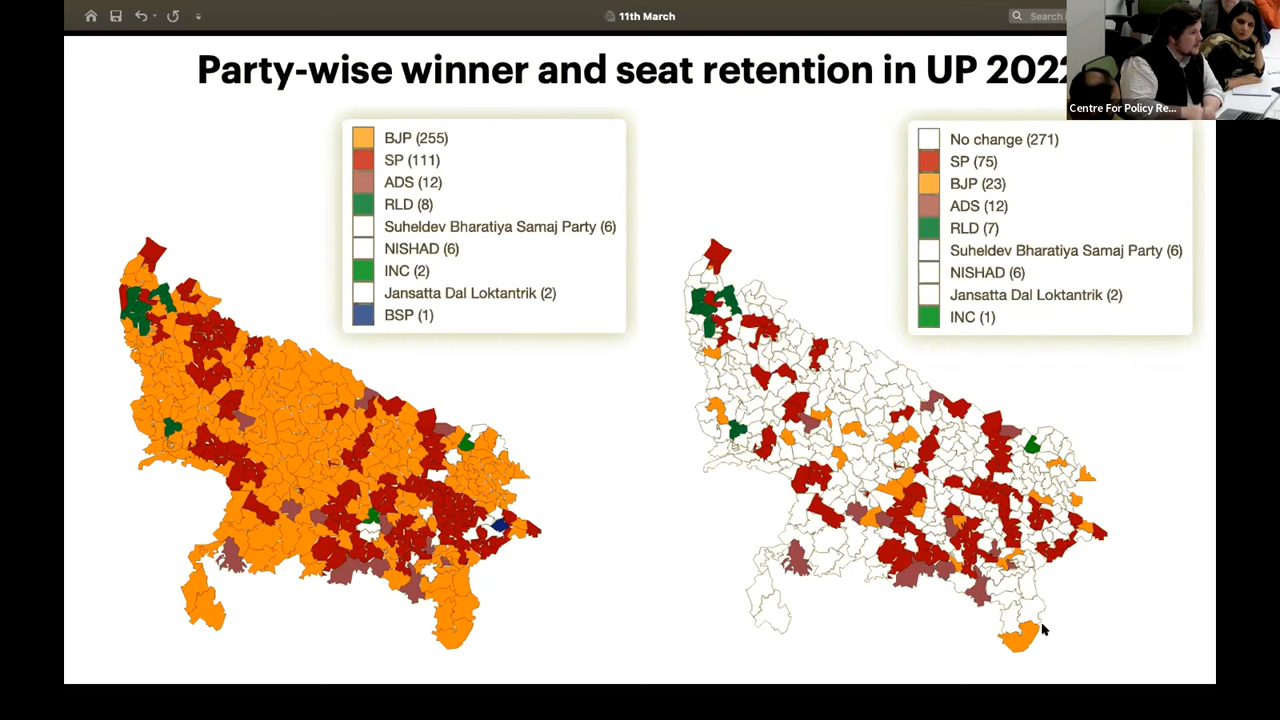 11th March
Search
Centre For Policy Re...
Party-wise winner and seat retention in UP 2022
BJP (255)
SP (111)
ADS (12)
RLD (8)
Suheldev Bharatiya Samaj Party (6)
NISHAD (6)
INC (2)
Jansatta Dal Loktantrik (2)
BSP (1)
No change (271)
SP (75)
BJP (23)
ADS (12)
RLD (7)
Suheldev Bharatiya Samaj Party (6)
NISHAD (6)
Jansatta Dal Loktantrik (2)
INC (1)